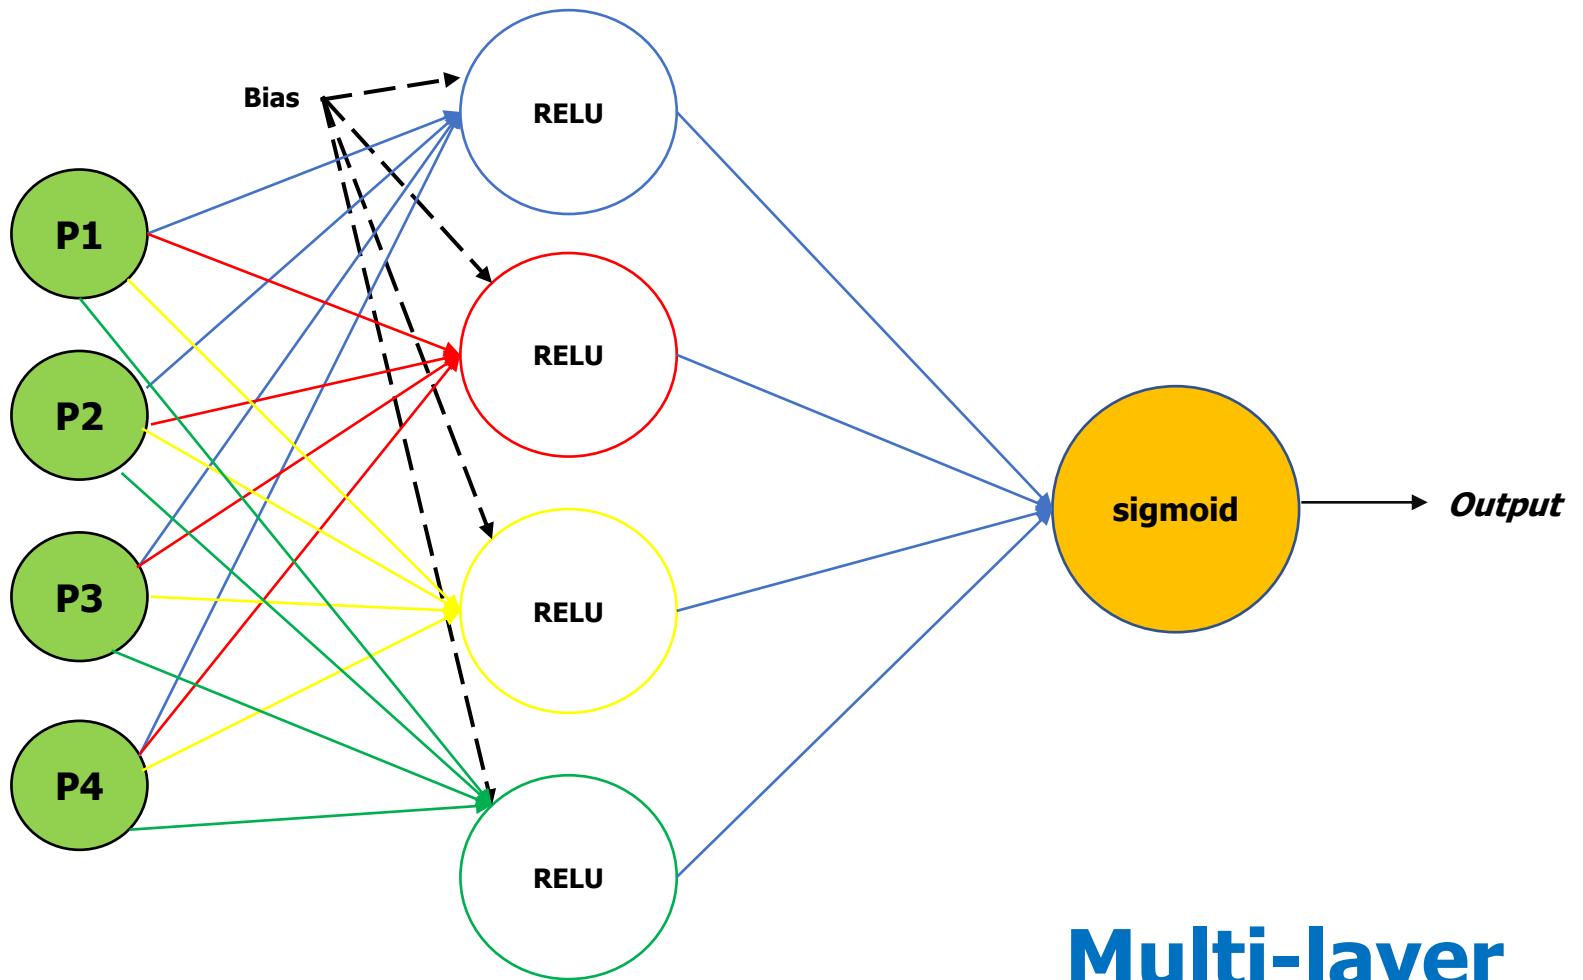 Bias
RELU
P1
RELU
P2
sigmoid
Output
P3
RELU
P4
RELU
Multi-layer